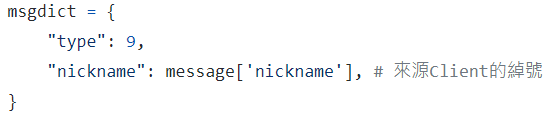 msgdict = {
    "type": 9,
    "nickname": message['nickname'], # 來源Client的綽號
}